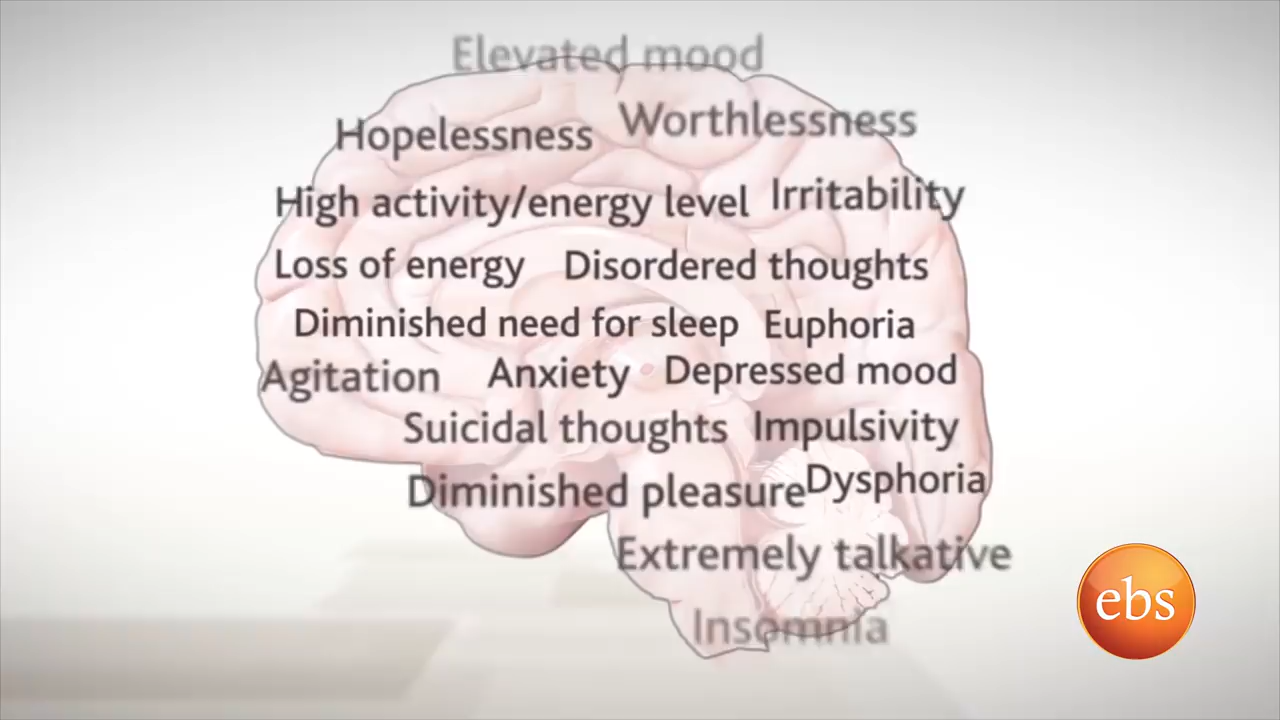 Elevated mood
Hopelessness Worthlessness
High activity/energy level Irritability
Loss of energy Disordered thoughts
Diminished need for sleep Euphoria
Agitation Anxiety Depressed mood
Suicidal thoughts Impulsivity
Diminished pleasure Dysphoria
Extremely talkative
Insomnia
ebs